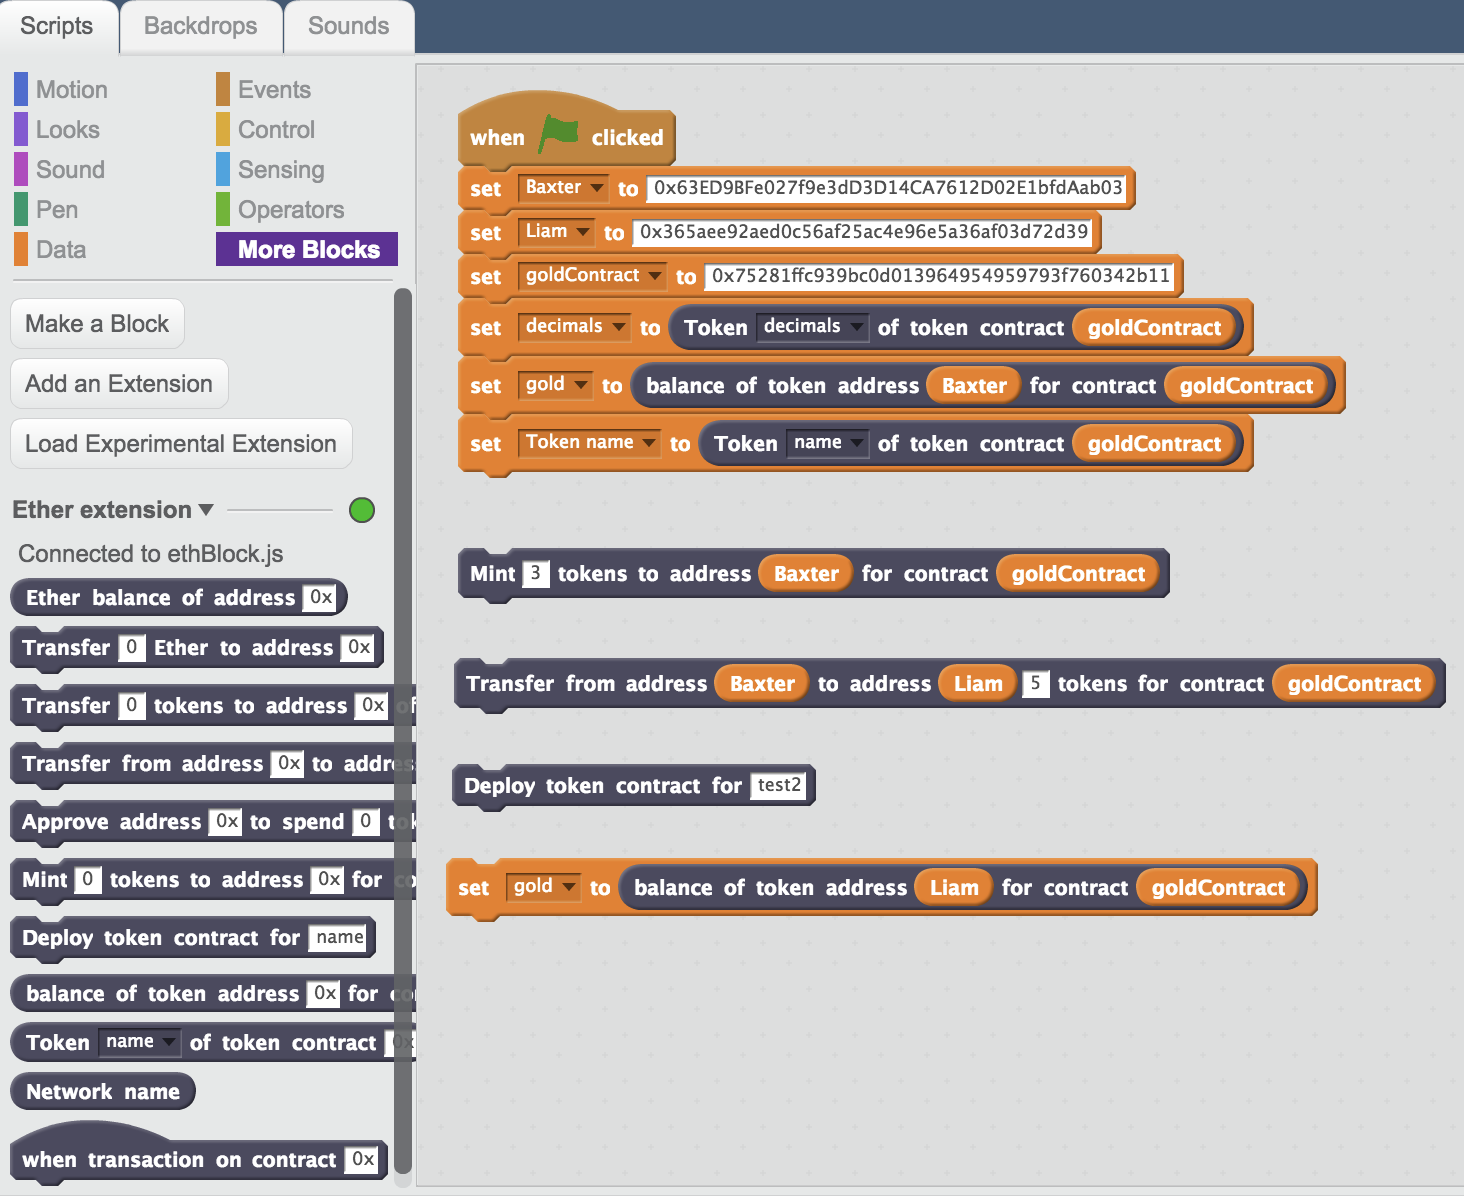 Scripts Backdrops Sounds
Motion Events
Looks Control
Sound Sensing
Pen Operators
Data More Blocks
Make a Block
Add an Extension
Load Experimental Extension
Ether extension
Connected to ethBlock.js
Ether balance of address 0x
Transfer 0 Ether to address 0x
Transfer 0 tokens to address 0x of
Transfer from address 0x to addres
Approve address 0x to spend 0 tok
Mint 0 tokens to address 0x for co
Deploy token contract for name
balance of token address 0x for con
Token name of token contract 0x
Network name
when transaction on contract 0x
when clicked
set Baxter to 0x63ED9BFe027f9e3dD3D14CA7612D02E1bfdAab03
set Liam to 0x365aee92aed0c56af25ac4e96e5a36af03d72d39
set goldContract to 0x75281ffc939bc0d013964954959793f760342b11
set decimals to Token decimals of token contract goldContract
set gold to balance of token address Baxter for contract goldContract
set Token name to Token name of token contract goldContract
Mint 3 tokens to address Baxter for contract goldContract
Transfer from address Baxter to address Liam 5 tokens for contract goldContract
Deploy token contract for test2
set gold to balance of token address Liam for contract goldContract